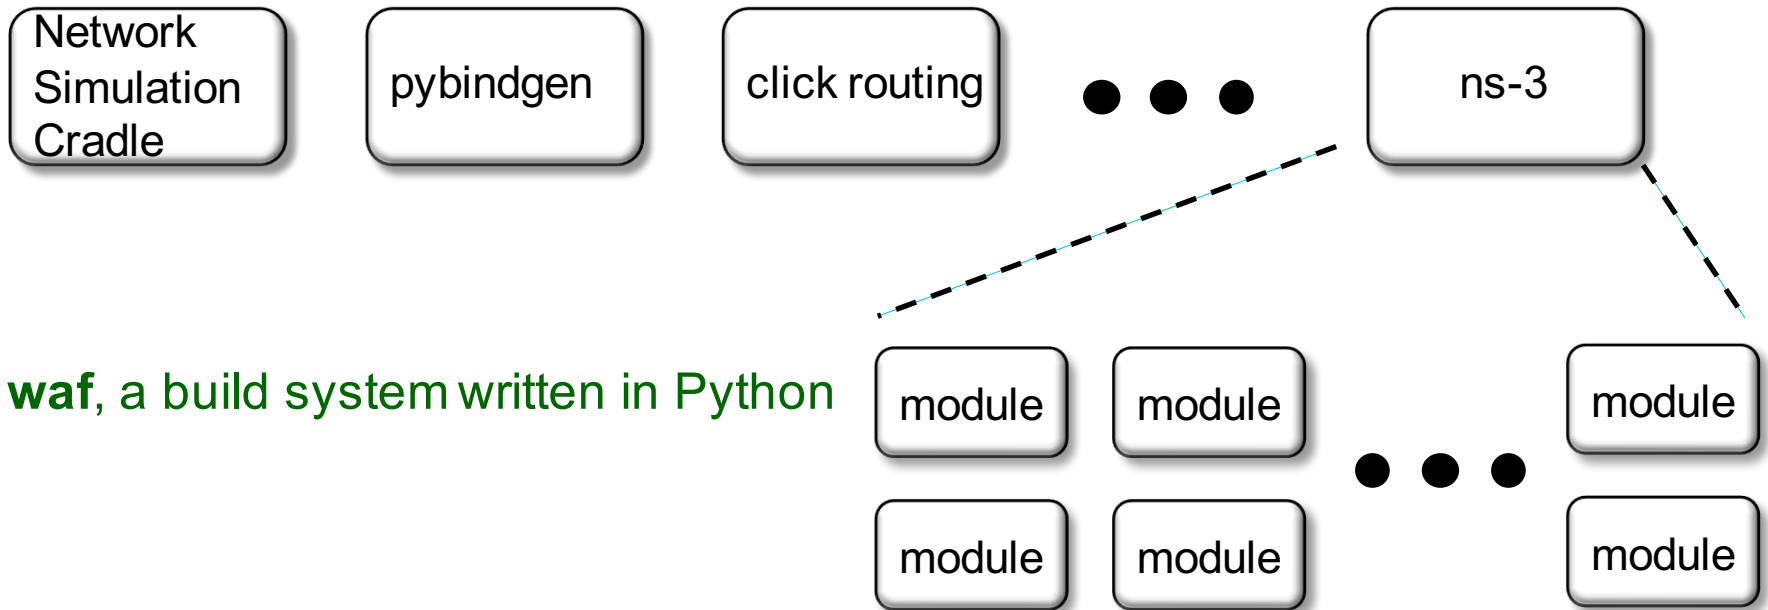 Network
Simulation
Cradle
pybindgen
click routing
ns-3
waf, a build system written in Python
module
module
module
module
module
module